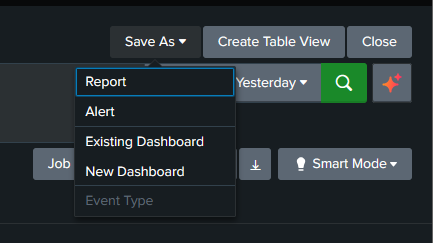 Save As
Create Table View
Close
Report
Yesterday
Alert
Existing Dashboard
New Dashboard
Job
Smart Mode
Event Type